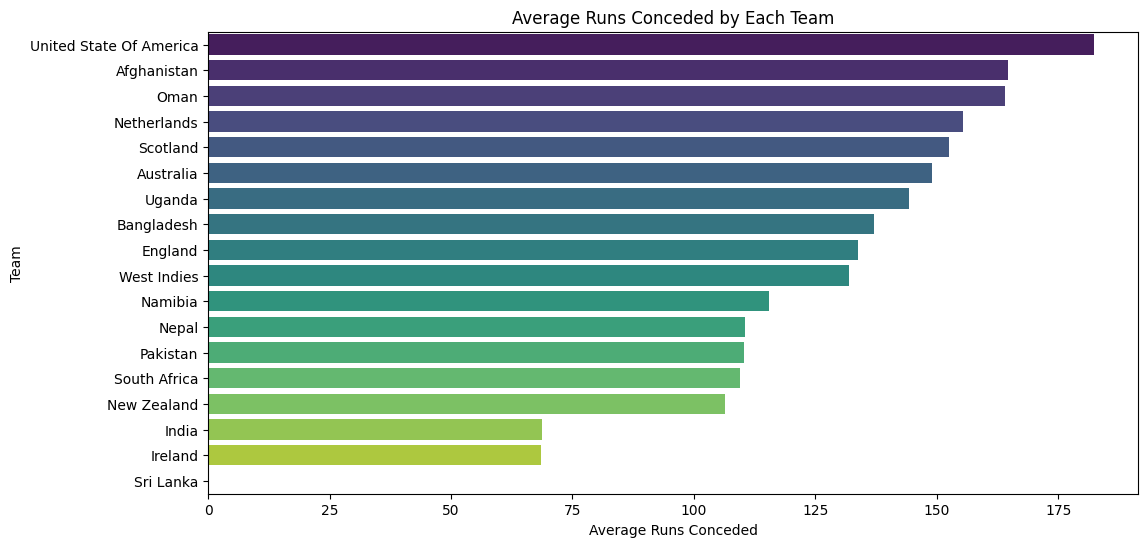 Average Runs Conceded by Each Team
Team
United State Of America
Afghanistan
Oman
Netherlands
Scotland
Australia
Uganda
Bangladesh
England
West Indies
Namibia
Nepal
Pakistan
South Africa
New Zealand
India
Ireland
Sri Lanka
0 25 50 75 100 125 150 175
Average Runs Conceded